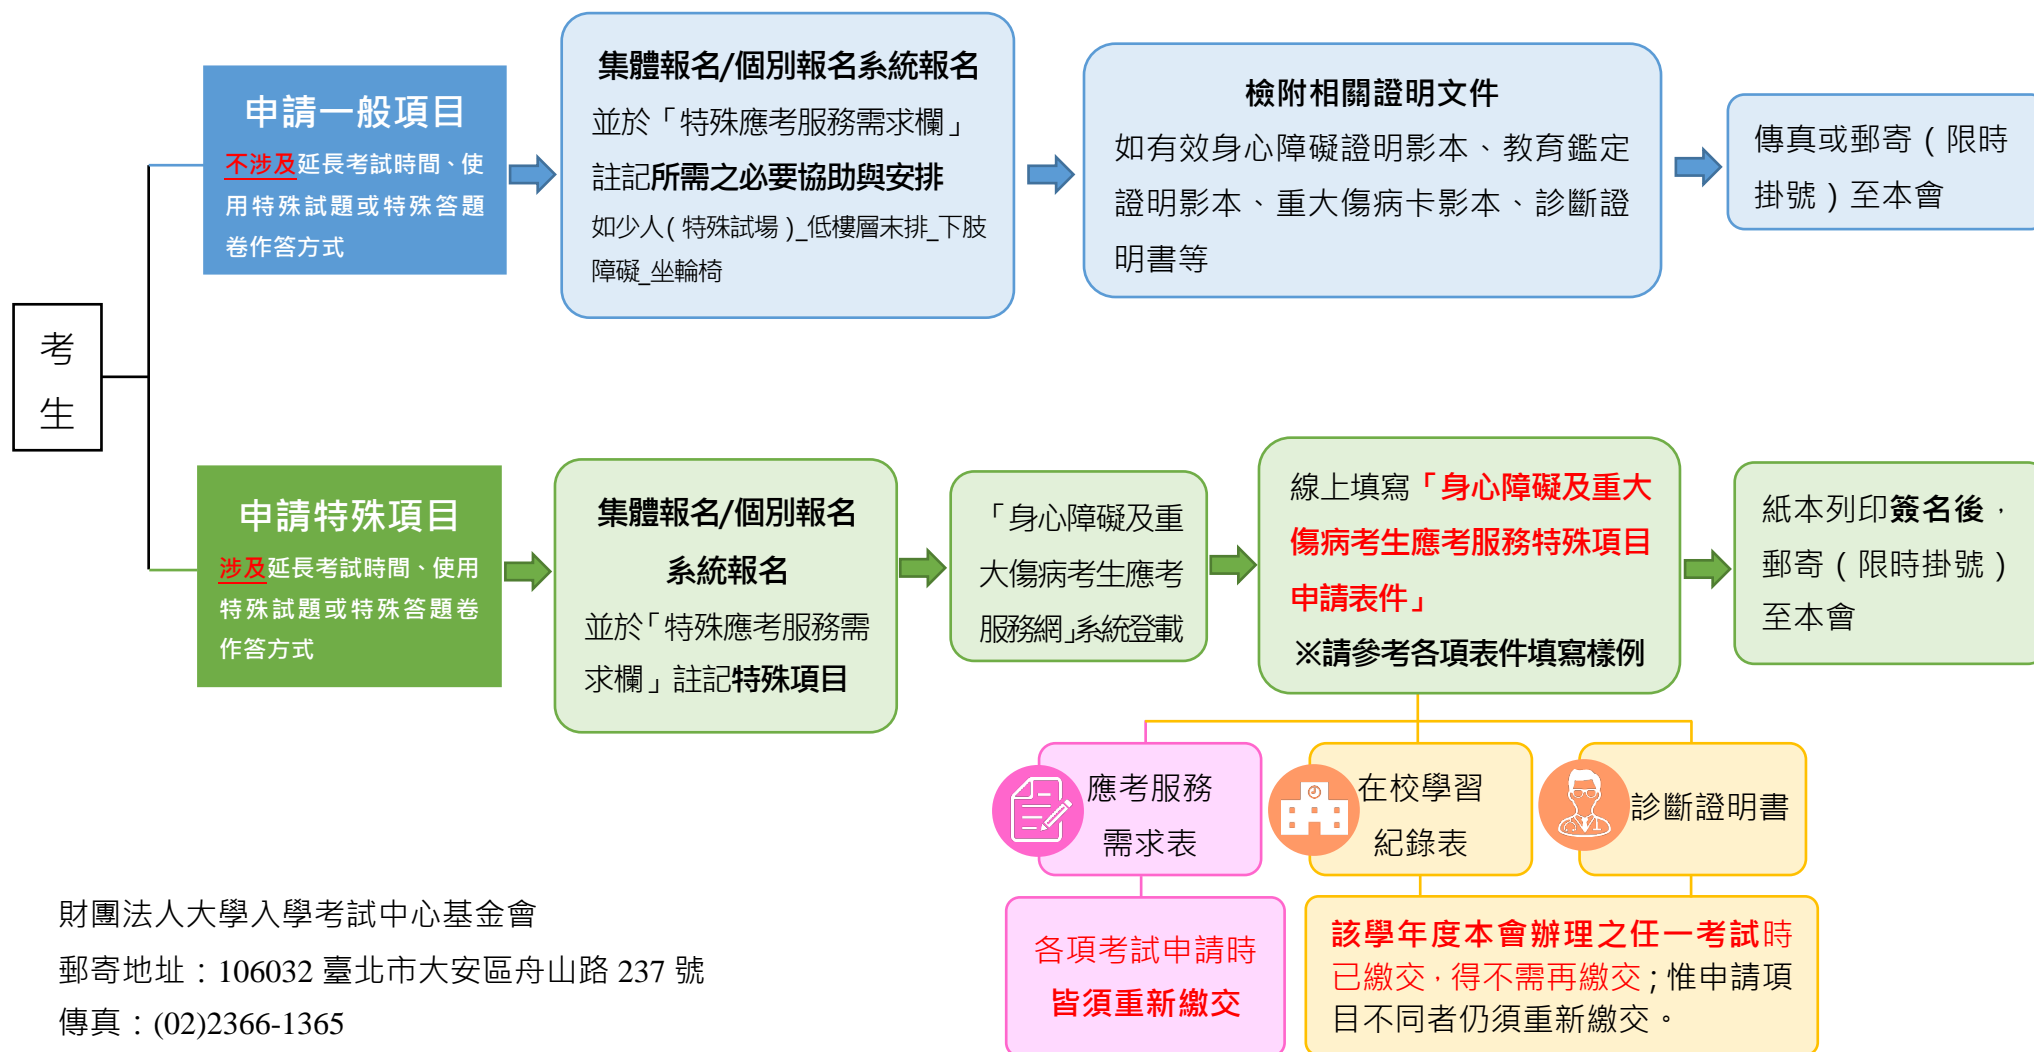 考
生
申請一般項目
不涉及延長考試時間、使
用特殊試題或特殊答題
卷作答方式
集體報名/個別報名系統報名
並於「特殊應考服務需求欄」
註記所需之必要協助與安排
如少人(特殊試場)_低樓層末排_下肢
障礙_坐輪椅
檢附相關證明文件
如有效身心障礙證明影本、教育鑑定
證明影本、重大傷病卡影本、診斷證
明書等
傳真或郵寄(限時
掛號)至本會
申請特殊項目
涉及延長考試時間、使用
特殊試題或特殊答題卷
作答方式
集體報名/個別報名
系統報名
並於「特殊應考服務需
求欄」註記特殊項目
「身心障礙及重
大傷病考生應考
服務網」系統登載
線上填寫「身心障礙及重大
傷病考生應考服務特殊項目
申請表件」
※請參考各項表件填寫樣例
紙本列印簽名後，
郵寄(限時掛號)
至本會
應考服務
需求表
在校學習
紀錄表
診斷證明書
各項考試申請時
皆須重新繳交
該學年度本會辦理之任一考試時
已繳交，得不需再繳交；惟申請項
目不同者仍須重新繳交。
財團法人大學入學考試中心基金會
郵寄地址：106032 臺北市大安區舟山路 237 號
傳真：(02)2366-1365